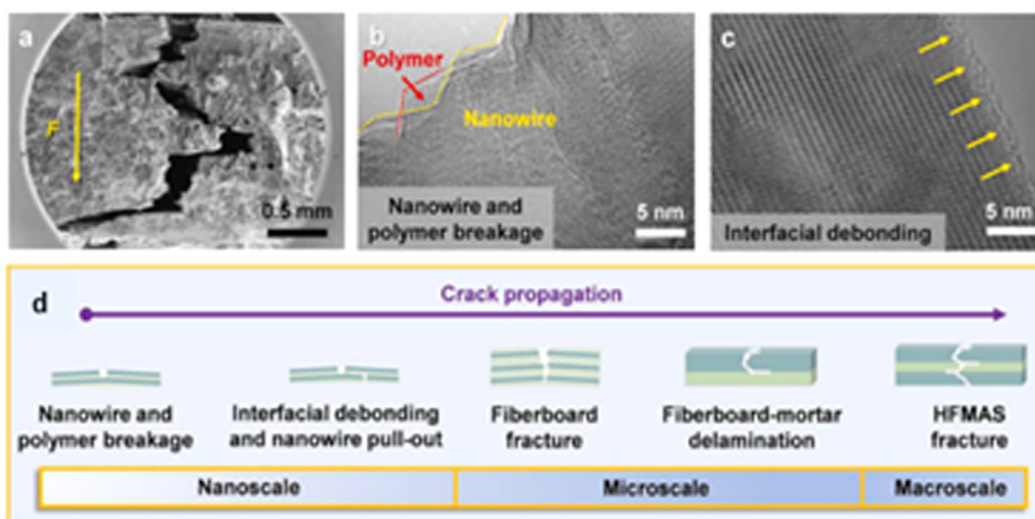 a
F
0.5 mm
b
Polymer
Nanowire
Nanowire and
polymer breakage
5 nm
c
Interfacial debonding
5 nm
d
Crack propagation
Nanowire and
polymer breakage
Interfacial debonding
and nanowire pull-out
Fiberboard
fracture
Fiberboard-mortar
delamination
HFMAS
fracture
Nanoscale
Microscale
Macroscale